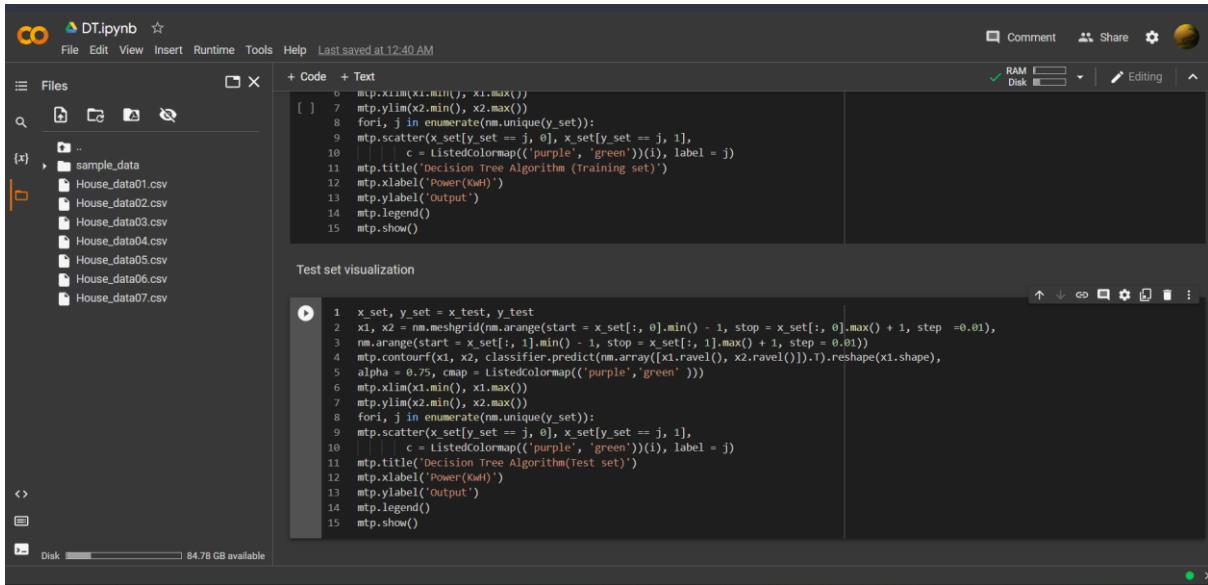 CO DT.ipynb
File Edit View Insert Runtime Tools Help Last saved at 12:40 AM
Comment Share
Files
+ Code + Text
RAM
Disk
Editing
{x}
..
sample_data
House_data01.csv
House_data02.csv
House_data03.csv
House_data04.csv
House_data05.csv
House_data06.csv
House_data07.csv
<>
Disk 84.78 GB available
6 mtp.xlim(x1.min(), x1.max())
[ ] 7 mtp.ylim(x2.min(), x2.max())
8 fori, j in enumerate(nm.unique(y_set)):
9 mtp.scatter(x_set[y_set == j, 0], x_set[y_set == j, 1],
10 c = ListedColormap(('purple', 'green'))(i), label = j)
11 mtp.title('Decision Tree Algorithm (Training set)')
12 mtp.xlabel('Power(KwH)')
13 mtp.ylabel('Output')
14 mtp.legend()
15 mtp.show()
Test set visualization
1 x_set, y_set = x_test, y_test
2 x1, x2 = nm.meshgrid(nm.arange(start = x_set[:, 0].min() - 1, stop = x_set[:, 0].max() + 1, step =0.01),
3 nm.arange(start = x_set[:, 1].min() - 1, stop = x_set[:, 1].max() + 1, step = 0.01))
4 mtp.contourf(x1, x2, classifier.predict(nm.array([x1.ravel(), x2.ravel()]).T).reshape(x1.shape),
5 alpha = 0.75, cmap = ListedColormap(('purple','green' )))
6 mtp.xlim(x1.min(), x1.max())
7 mtp.ylim(x2.min(), x2.max())
8 fori, j in enumerate(nm.unique(y_set)):
9 mtp.scatter(x_set[y_set == j, 0], x_set[y_set == j, 1],
10 c = ListedColormap(('purple', 'green'))(i), label = j)
11 mtp.title('Decision Tree Algorithm(Test set)')
12 mtp.xlabel('Power(KwH)')
13 mtp.ylabel('Output')
14 mtp.legend()
15 mtp.show()